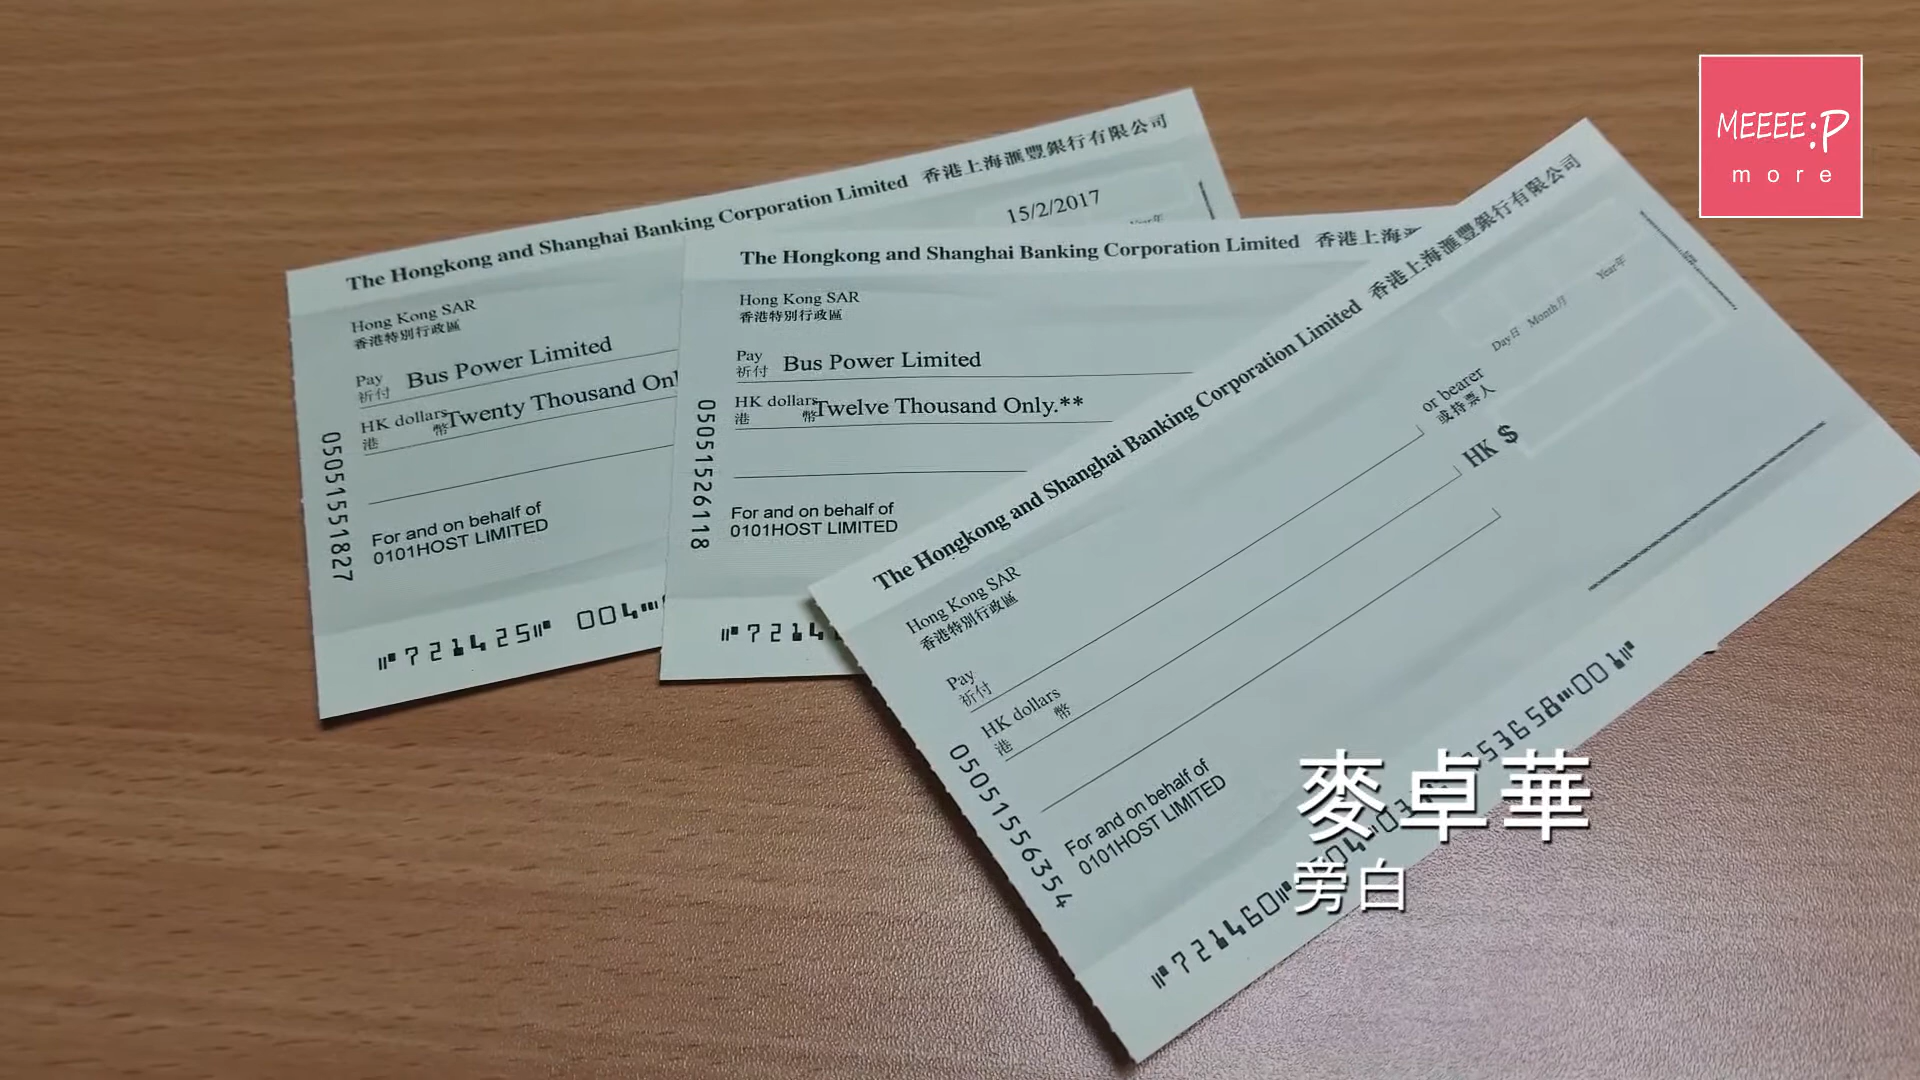 MEEEE:P
more
The Hongkong and Shanghai Banking Corporation Limited 香港上海滙豐銀行有限公司
15/2/2017
Year年
Hong Kong SAR
香港特別行政區
Pay Bus Power Limited
祈付
HK dollars Twenty Thousand Onl
港 幣
For and on behalf of
0101HOST LIMITED
05051551827
721425 004
The Hongkong and Shanghai Banking Corporation Limited 香港上海
Hong Kong SAR
香港特別行政區
Pay Bus Power Limited
祈付
HK dollars Twelve Thousand Only.**
港 幣
For and on behalf of
0101HOST LIMITED
05051526118
7214
The Hongkong and Shanghai Banking Corporation Limited 香港上海滙豐銀行有限公司
Day日 Month月 Year年
Hong Kong SAR
香港特別行政區
or bearer
或持票人
Pay
祈付
HK $
HK dollars
港 幣
For and on behalf of
0101HOST LIMITED
05051556354
721460 53658 001
麥卓華
旁白